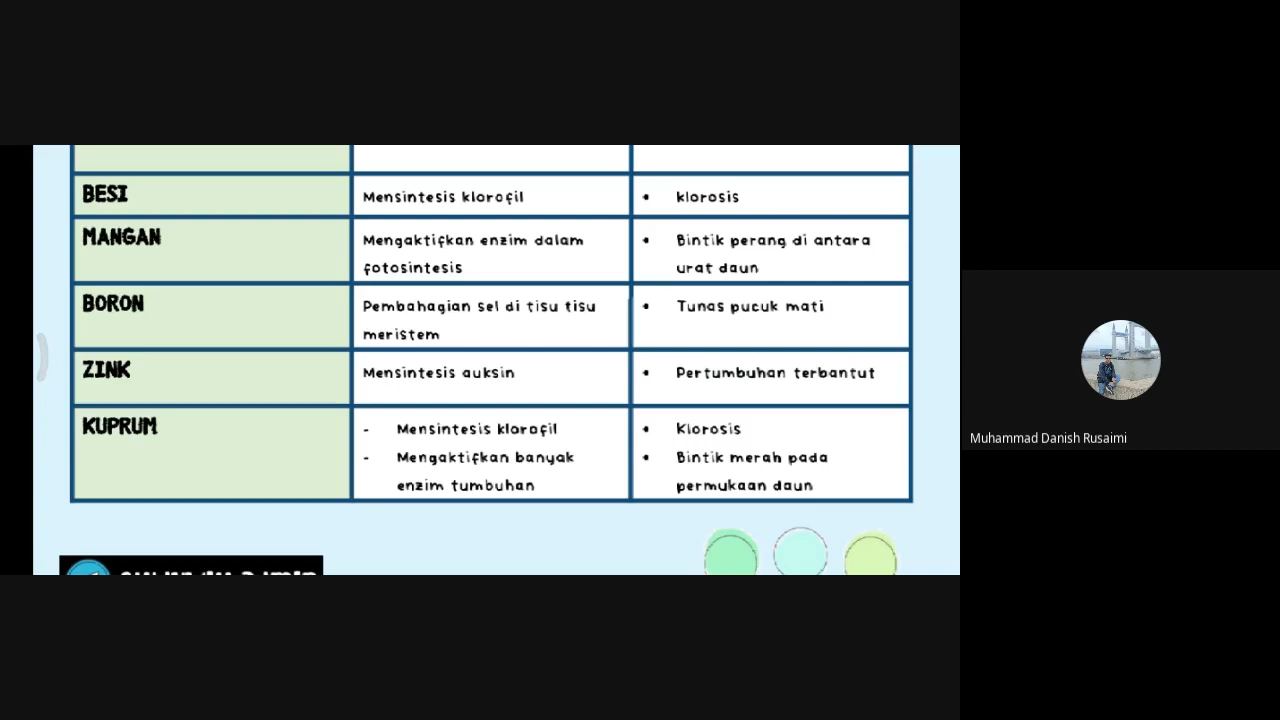 BESI
Mensintesis klorofil
• klorosis
MANGAN
Mengaktifkan enzim dalam
fotosintesis
• Bintik perang di antara
urat daun
BORON
Pembahagian sel di tisu tisu
meristem
• Tunas pucuk mati
ZINK
Mensintesis auksin
• Pertumbuhan terbantut
KUPRUM
- Mensintesis klorofil
- Mengaktifkan banyak
enzim tumbuhan
• Klorosis
• Bintik merah pada
permukaan daun
Muhammad Danish Rusaimi